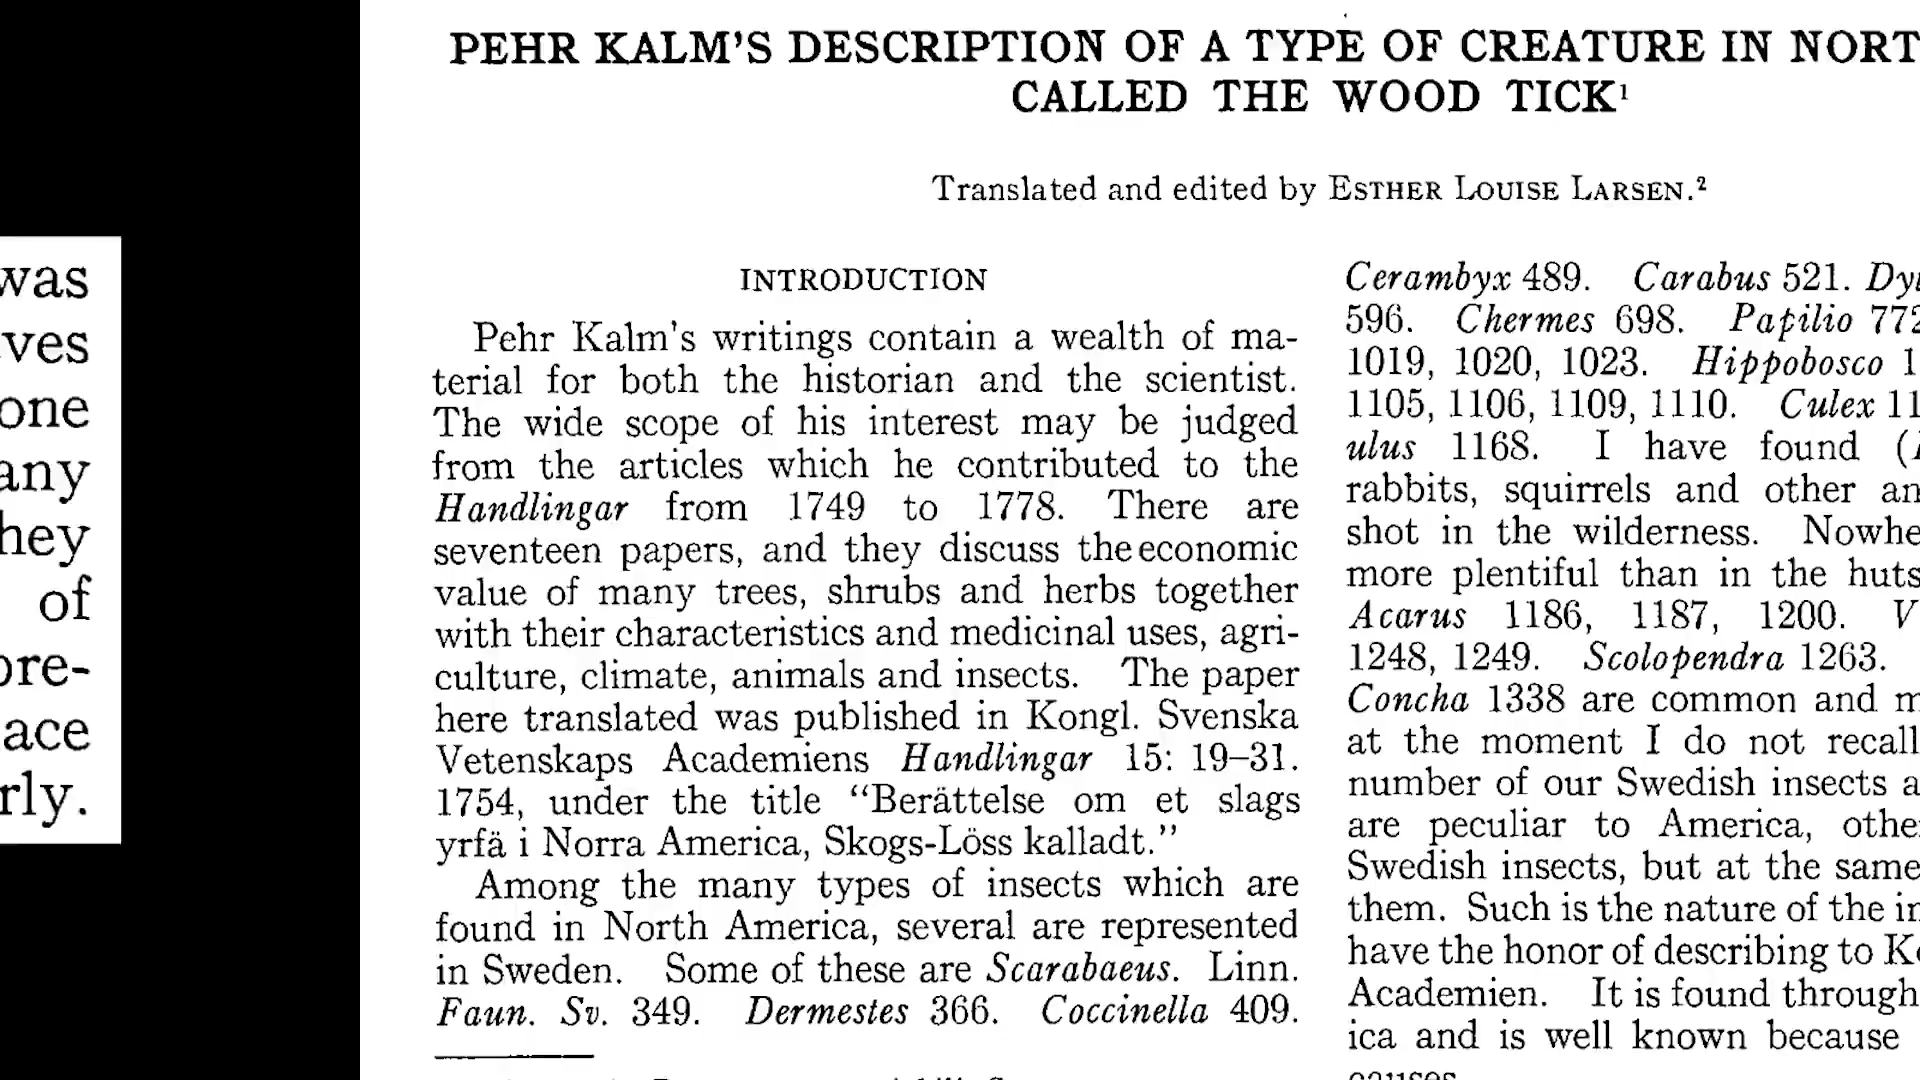 was
ves
one
any
hey
of
ore-
ace
rly.
PEHR KALM'S DESCRIPTION OF A TYPE OF CREATURE IN NORT
CALLED THE WOOD TICK¹
Translated and edited by ESTHER LOUISE LARSEN.²
INTRODUCTION
Pehr Kalm's writings contain a wealth of ma-
terial for both the historian and the scientist.
The wide scope of his interest may be judged
from the articles which he contributed to the
Handlingar from 1749 to 1778. There are
seventeen papers, and they discuss the economic
value of many trees, shrubs and herbs together
with their characteristics and medicinal uses, agri-
culture, climate, animals and insects. The paper
here translated was published in Kongl. Svenska
Vetenskaps Academiens Handlingar 15: 19–31.
1754, under the title "Berättelse om et slags
yrfä i Norra America, Skogs-Löss kalladt."
Among the many types of insects which are
found in North America, several are represented
in Sweden. Some of these are Scarabaeus. Linn.
Faun. Sv. 349. Dermestes 366. Coccinella 409.
Cerambyx 489. Carabus 521. Dy
596. Chermes 698. Papilio 772
1019, 1020, 1023. Hippobosco 1
1105, 1106, 1109, 1110. Culex 11
ulus 1168. I have found (
rabbits, squirrels and other an
shot in the wilderness. Nowhe
more plentiful than in the huts
Acarus 1186, 1187, 1200. V
1248, 1249. Scolopendra 1263.
Concha 1338 are common and m
at the moment I do not recall
number of our Swedish insects a
are peculiar to America, othe
Swedish insects, but at the same
them. Such is the nature of the in
have the honor of describing to K
Academien. It is found through
ica and is well known because